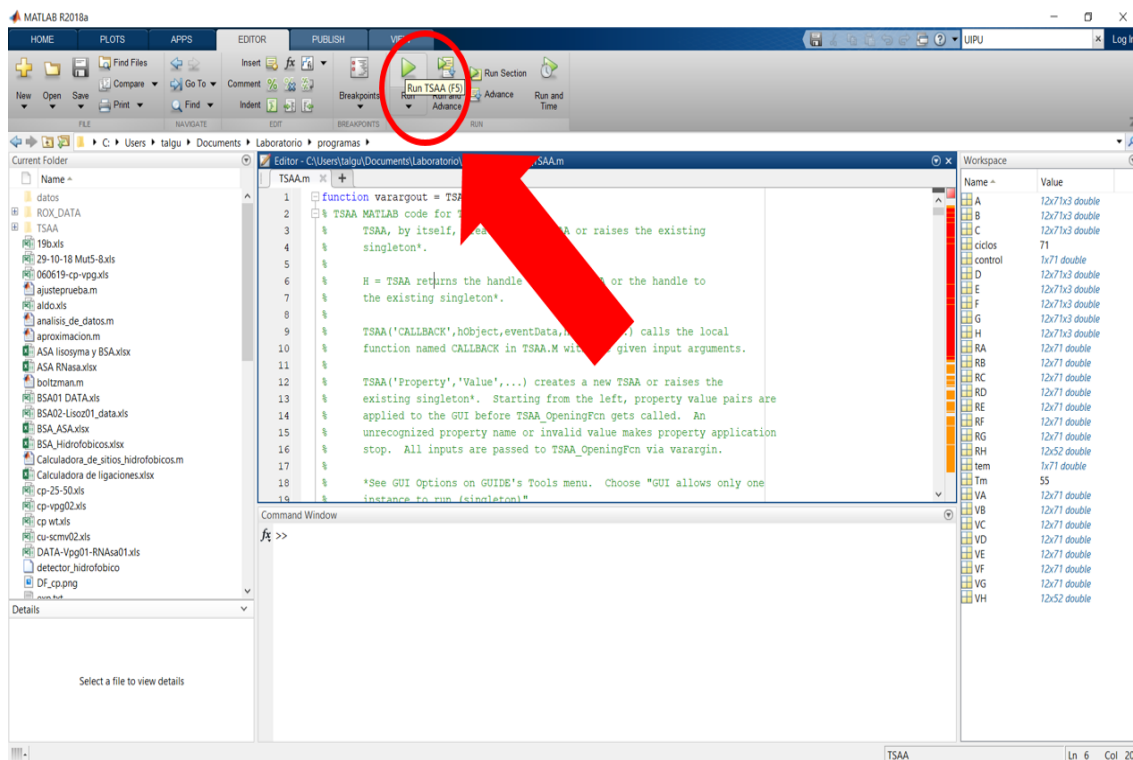 MATLAB R2018a
HOME PLOTS APPS EDITOR PUBLISH VIEW
UIPU
Log In
New Open Save
Find Files
Compare
Print
Go To
Find
Insert fx
Comment
Indent
Breakpoints
Run
Run TSAA (F5)
Run and
Advance
Run Section
Advance
Run and
Time
FILE NAVIGATE EDIT BREAKPOINTS RUN
C: Users talgu Documents Laboratorio programas
Current Folder
Name
datos
ROX_DATA
TSAA
19b.xls
29-10-18 Mut5-8.xls
060619-cp-vpg.xls
ajusteprueba.m
aldo.xls
analisis_de_datos.m
aproximacion.m
ASA lisosyma y BSA.xlsx
ASA RNasa.xlsx
boltzman.m
BSA01 DATA.xls
BSA02-Lisoz01_data.xls
BSA_ASA.xlsx
BSA_Hidrofobicos.xlsx
Calculadora_de_sitios_hidrofobicos.m
Calculadora de ligaciones.xlsx
cp-25-50.xls
cp-vpg02.xls
cp wt.xls
cu-scmv02.xls
DATA-Vpg01-RNAsa01.xls
detector_hidrofobico
DF_cp.png
Details
Select a file to view details
Editor - C:\Users\talgu\Documents\Laboratorio\ TSAA.m
TSAA.m
1 function varargout =
2 % TSAA MATLAB code for
3 % TSAA, by itself, AA or raises the existing
4 % singleton*.
5 %
6 % H = TSAA returns the handle or the handle to
7 % the existing singleton*.
8 %
9 % TSAA('CALLBACK',hObject,eventData, calls the local
10 % function named CALLBACK in TSAA.M given input arguments.
11 %
12 % TSAA('Property','Value',...) creates a new TSAA or raises the
13 % existing singleton*. Starting from the left, property value pairs are
14 % applied to the GUI before TSAA_OpeningFcn gets called. An
15 % unrecognized property name or invalid value makes property application
16 % stop. All inputs are passed to TSAA_OpeningFcn via varargin.
17 %
18 % *See GUI Options on GUIDE's Tools menu. Choose "GUI allows only one
19 % instance to run (singleton)"
Command Window
fx >>
Workspace
Name Value
A 12x71x3 double
B 12x71x3 double
C 12x71x3 double
ciclos 71
control 1x71 double
D 12x71x3 double
E 12x71x3 double
F 12x71x3 double
G 12x71x3 double
H 12x71x3 double
RA 12x71 double
RB 12x71 double
RC 12x71 double
RD 12x71 double
RE 12x71 double
RF 12x71 double
RG 12x71 double
RH 12x52 double
tem 1x71 double
Tm 55
VA 12x71 double
VB 12x71 double
VC 12x71 double
VD 12x71 double
VE 12x71 double
VF 12x71 double
VG 12x71 double
VH 12x52 double
TSAA Ln 6 Col 20